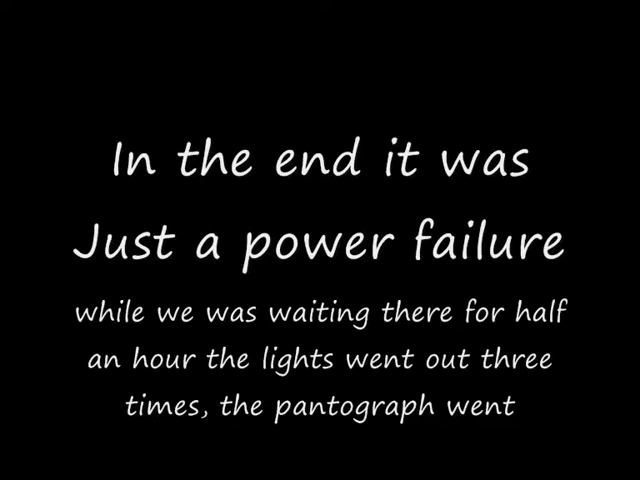 In the end it was
Just a power failure
while we was waiting there for half
an hour the lights went out three
times, the pantograph went